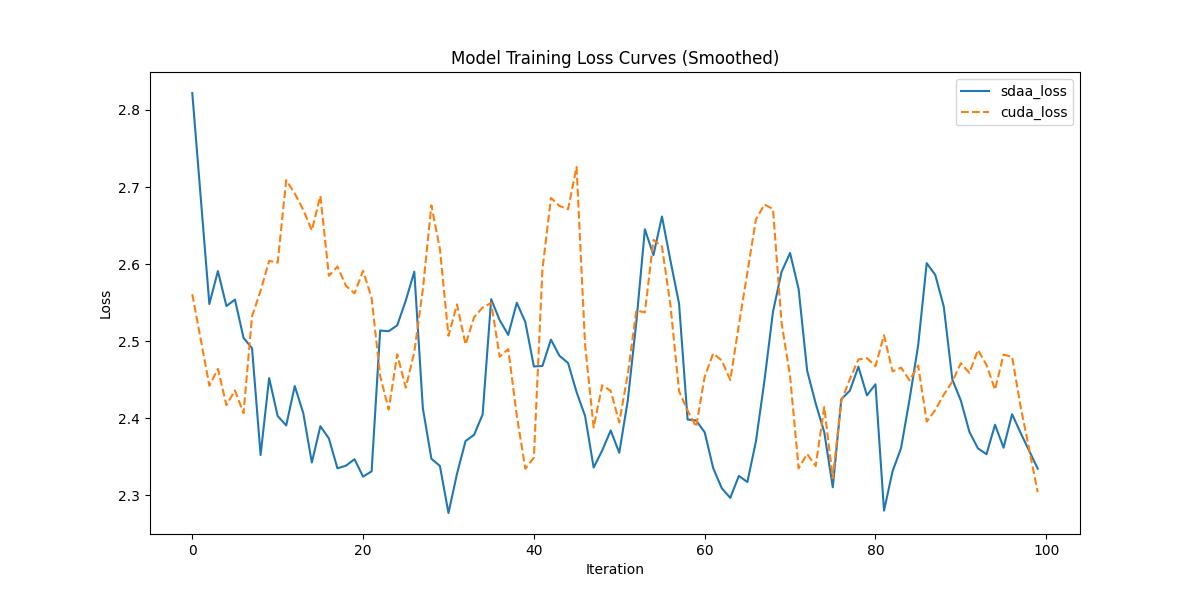 Model Training Loss Curves (Smoothed)
sdaa_loss
cuda_loss
Loss
2.8
2.7
2.6
2.5
2.4
2.3
0 20 40 60 80 100
Iteration